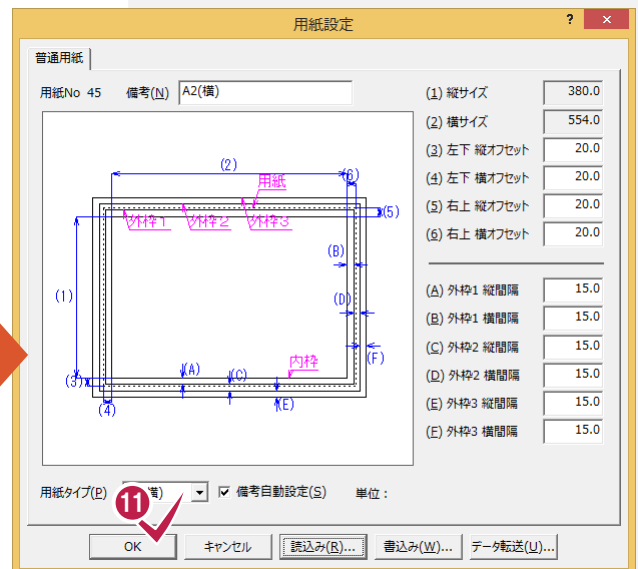 用紙設定
? ×
普通用紙
用紙No 45 備考(N) A2(横)
(1) 縦サイズ 380.0
(2) 横サイズ 554.0
(3) 左下 縦オフセット 20.0
(4) 左下 横オフセット 20.0
(5) 右上 縦オフセット 20.0
(6) 右上 横オフセット 20.0
(A) 外枠1 縦間隔 15.0
(B) 外枠1 横間隔 15.0
(C) 外枠2 縦間隔 15.0
(D) 外枠2 横間隔 15.0
(E) 外枠3 縦間隔 15.0
(F) 外枠3 横間隔 15.0
(2)
用紙
(6)
外枠1 外枠2 外枠3
(5)
(B)
(1)
(D)
内枠
(F)
(A)
(C)
(3)
(4)
(E)
用紙タイプ(P) 横) 備考自動設定(S) 単位：
11
OK キャンセル 読込み(R)... 書込み(W)... データ転送(U)...